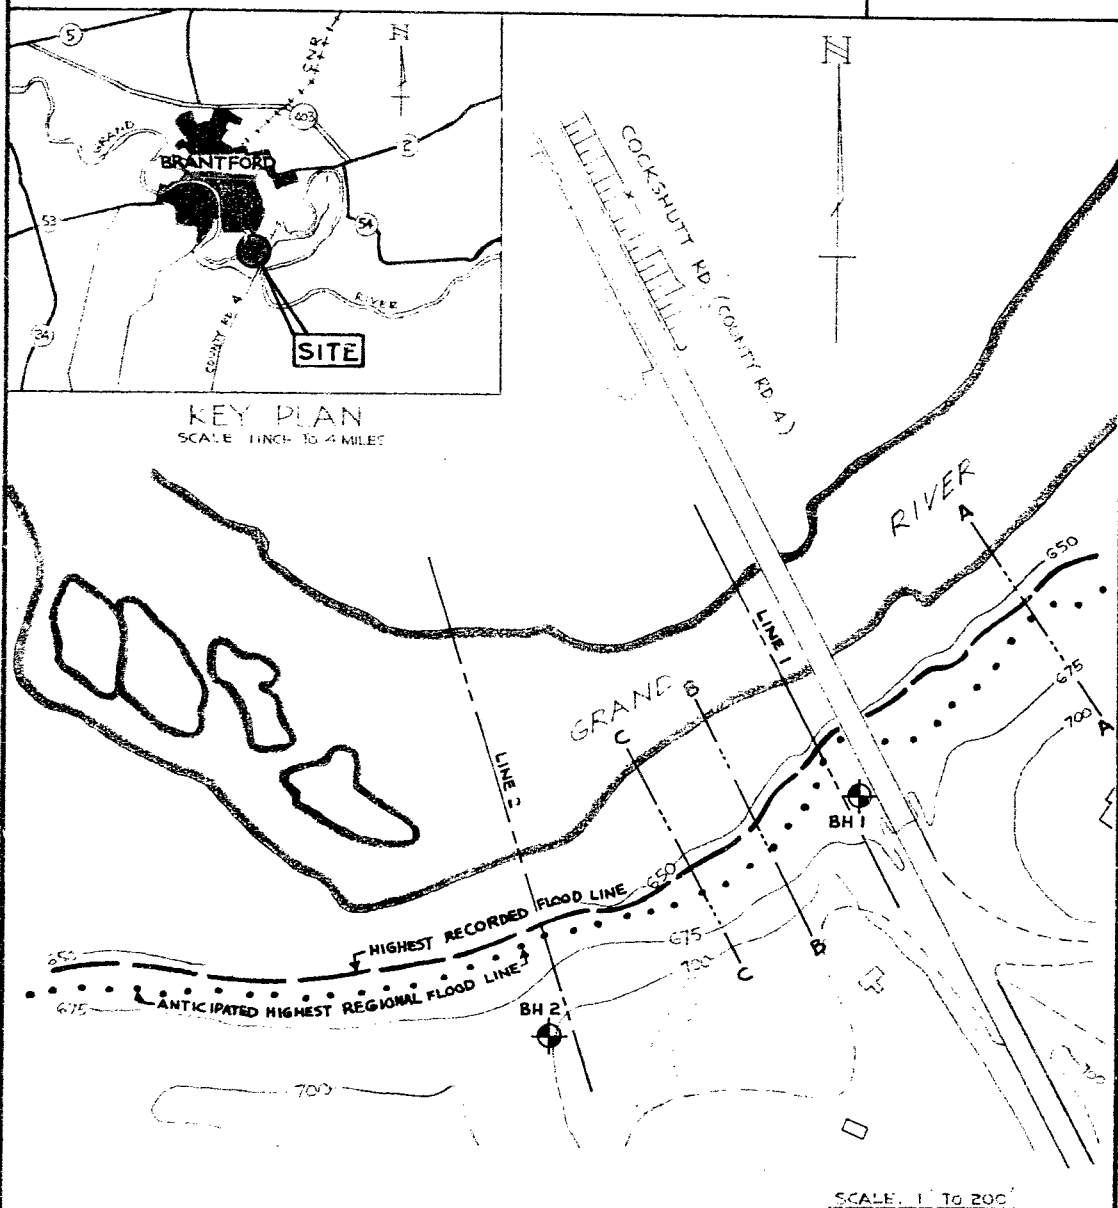 5
CNR
N
403
GRAND
2
BRANTFORD
53
54
RIVER
COUNTY RD 4
24
SITE
KEY PLAN
SCALE 1 INCH TO 4 MILES
N
COCKSHUTT RD (COUNTY RD 4)
RIVER
A
650
LINE 1
675
GRAND
B
700
C
A
LINE 2
BH 1
650
HIGHEST RECORDED FLOOD LINE
675
B
650
700
C
ANTICIPATED HIGHEST REGIONAL FLOOD LINE
675
BH 2
700
700
SCALE. 1" TO 200'